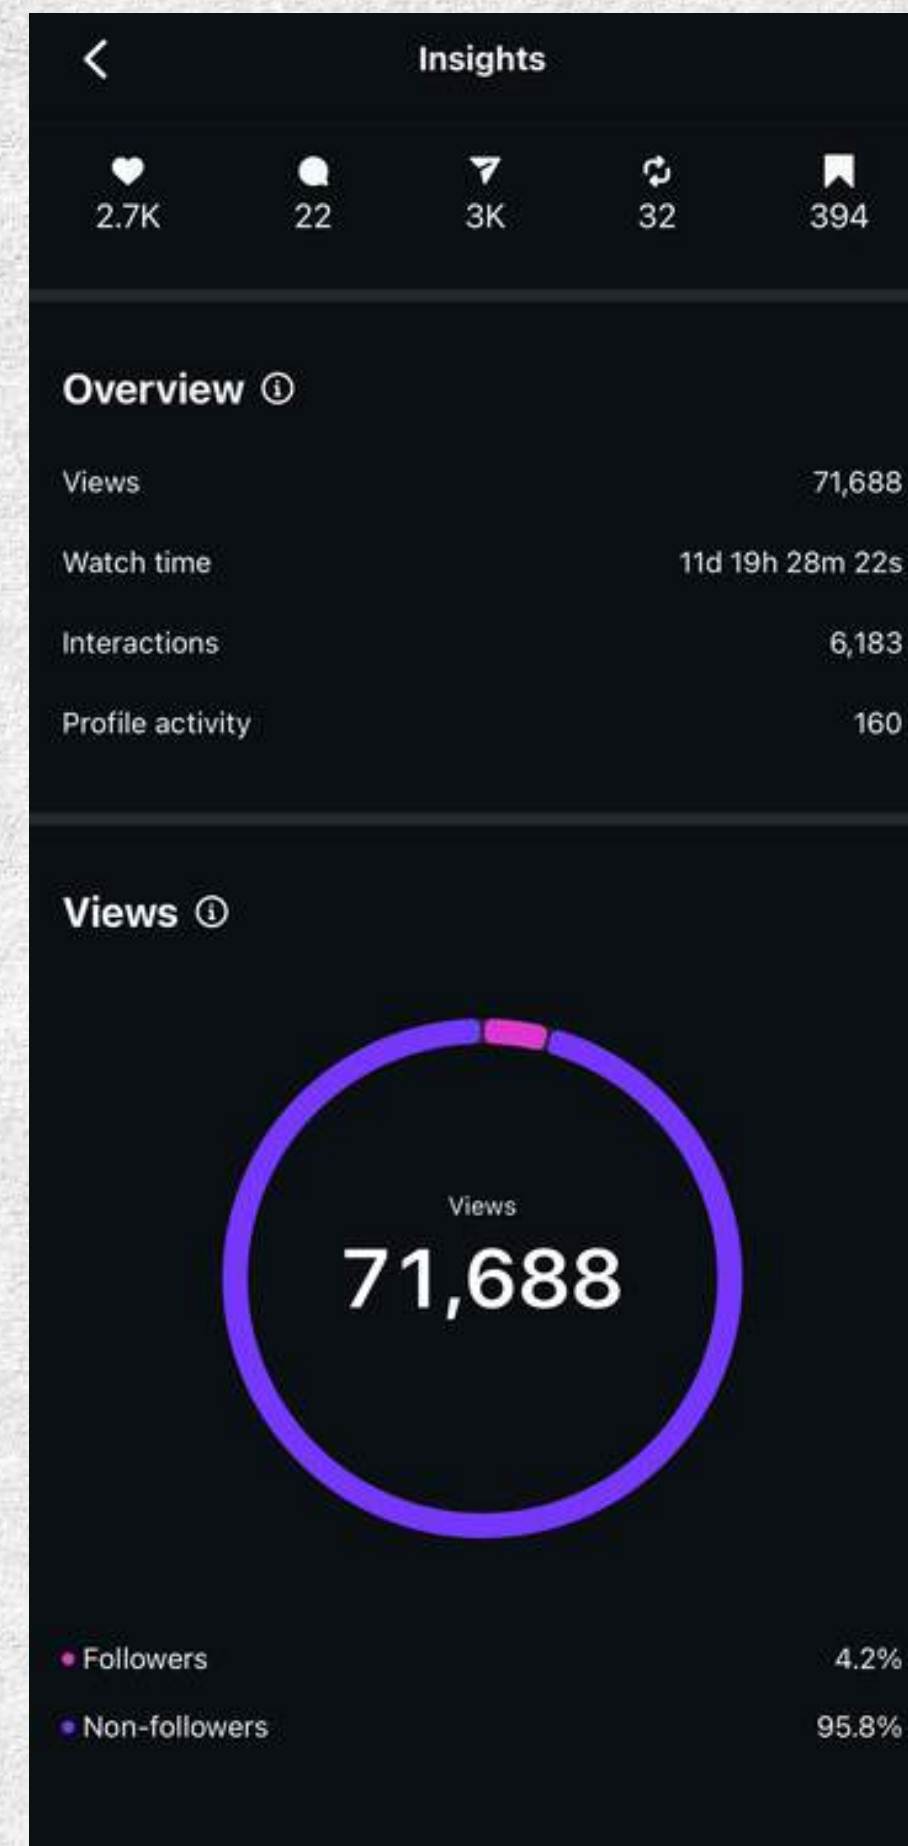 Insights
2.7K 22 3K 32 394
Overview
Views 71,688
Watch time 11d 19h 28m 22s
Interactions 6,183
Profile activity 160
Views
Views
71,688
Followers 4.2%
Non-followers 95.8%